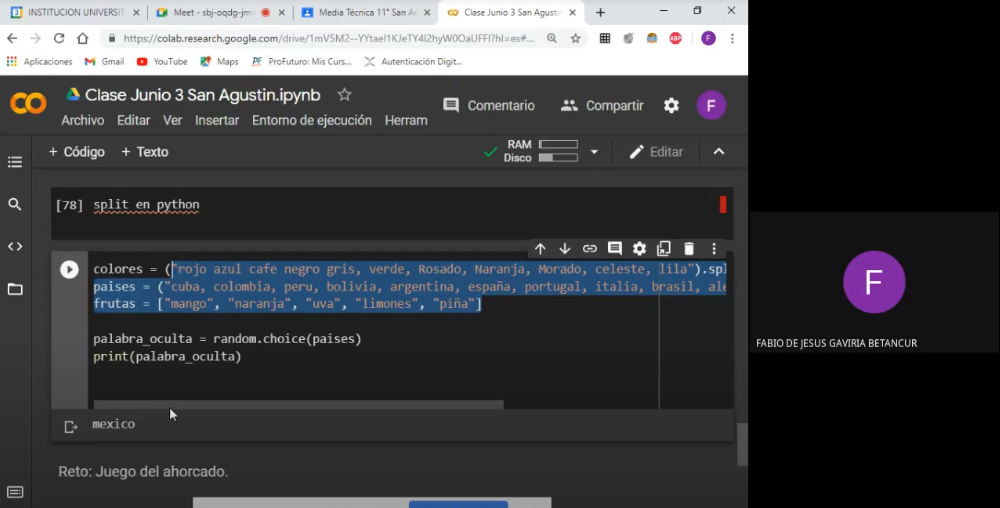 INSTITUCION UNIVERSIT
Meet - sbj-oqdg-jm
Media Técnica 11° San A
Clase Junio 3 San Agustin
https://colab.research.google.com/drive/1mV5M2--YYtaeI1KJeTY4I2hyW0OaUFFI?hl=es#...
Aplicaciones
Gmail
YouTube
Maps
ProFuturo: Mis Curs...
Autenticación Digit...
Clase Junio 3 San Agustin.ipynb
Comentario
Compartir
F
Archivo Editar Ver Insertar Entorno de ejecución Herram
+ Código + Texto
RAM
Disco
Editar
[78] split en python
colores = ("rojo azul cafe negro gris, verde, Rosado, Naranja, Morado, celeste, lila").spl
paises = ("cuba, colombia, peru, bolivia, argentina, españa, portugal, italia, brasil, ale
frutas = ["mango", "naranja", "uva", "limones", "piña"]
palabra_oculta = random.choice(paises)
print(palabra_oculta)
mexico
Reto: Juego del ahorcado.
F
FABIO DE JESUS GAVIRIA BETANCUR